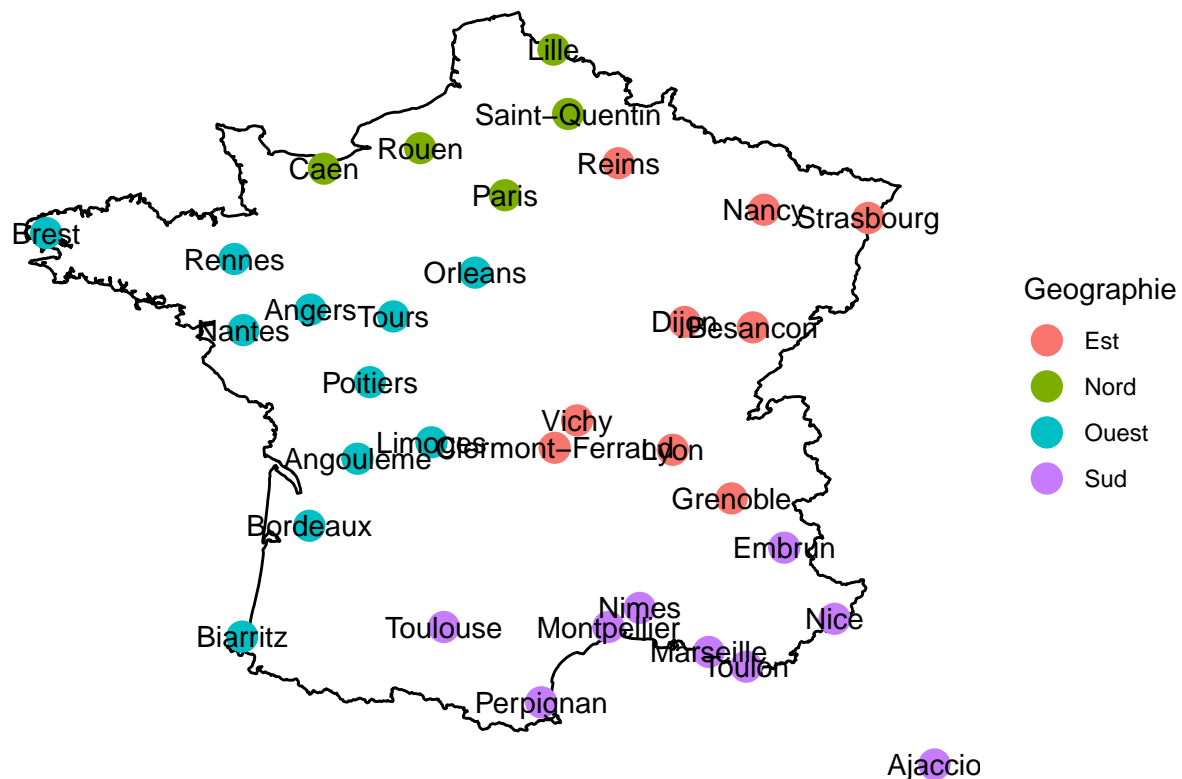 Lille
Saint−Quentin
Rouen
Reims
Caen
Paris
Nancy
Strasbourg
Brest
Rennes
Orleans
Angers
Tours
Nantes
Dijon
Besancon
Poitiers
Vichy
Limoges
Clermont−Ferrand
Lyon
Angouleme
Grenoble
Bordeaux
Embrun
Nimes
Nice
Biarritz
Toulouse
Montpellier
Marseille
Toulon
Perpignan
Ajaccio
Geographie
Est
Nord
Ouest
Sud